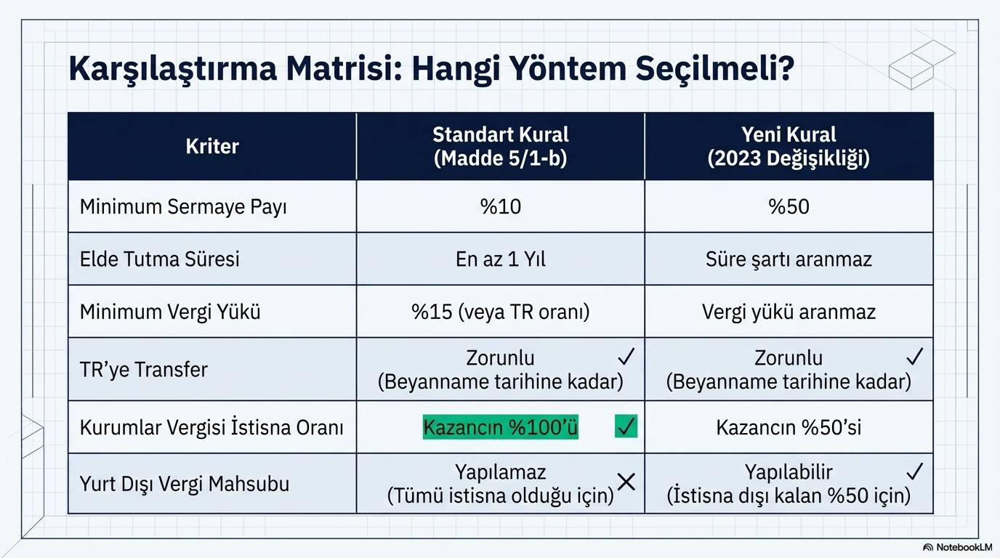 Karşılaştırma Matrisi: Hangi Yöntem Seçilmeli?
Kriter
Standart Kural
(Madde 5/1-b)
Yeni Kural
(2023 Değişikliği)
Minimum Sermaye Payı
%10
%50
Elde Tutma Süresi
En az 1 Yıl
Süre şartı aranmaz
Minimum Vergi Yükü
%15 (veya TR oranı)
Vergi yükü aranmaz
TR'ye Transfer
Zorunlu ✓
(Beyanname tarihine kadar)
Zorunlu ✓
(Beyanname tarihine kadar)
Kurumlar Vergisi İstisna Oranı
Kazancın %100'ü ✓
Kazancın %50'si
Yurt Dışı Vergi Mahsubu
Yapılamaz
(Tümü istisna olduğu için) ✕
Yapılabilir ✓
(İstisna dışı kalan %50 için)
NotebookLM